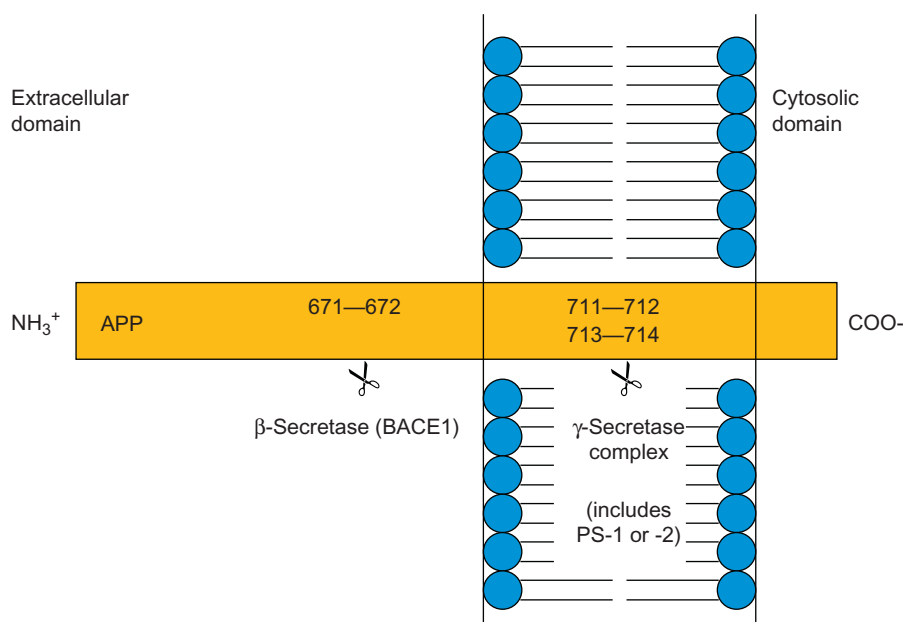 Extracellular
domain
Cytosolic
domain
NH₃⁺
APP
671—672
711—712
713—714
COO-
β-Secretase (BACE1)
γ-Secretase
complex
(includes
PS-1 or -2)